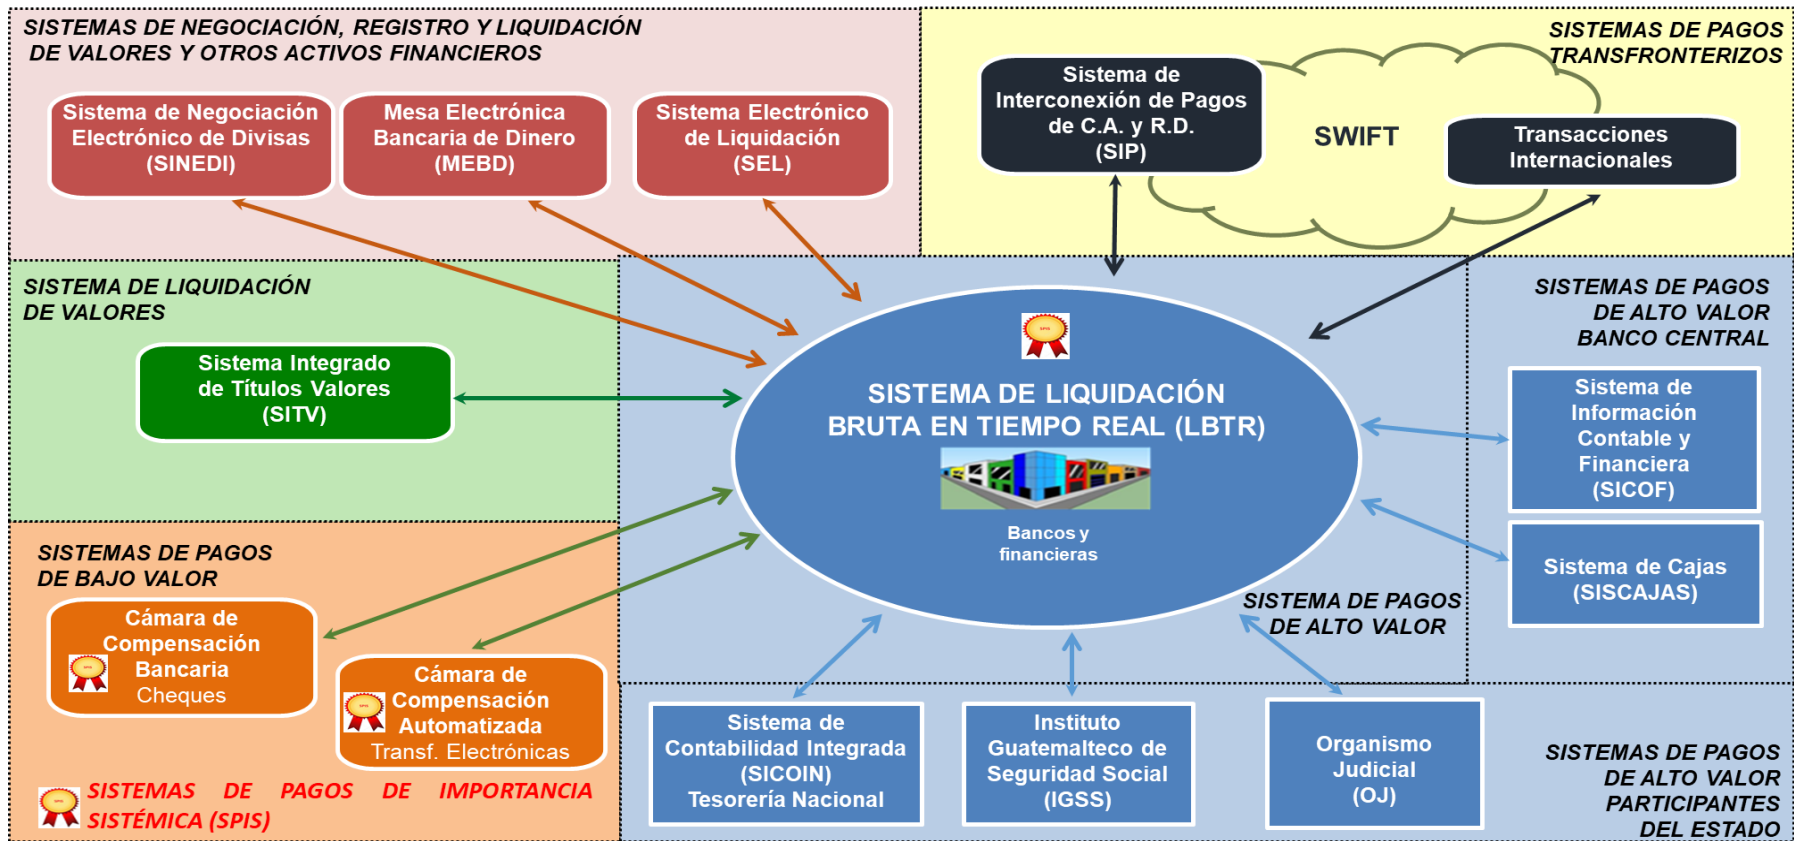 SISTEMAS DE NEGOCIACIÓN, REGISTRO Y LIQUIDACIÓN
DE VALORES Y OTROS ACTIVOS FINANCIEROS
Sistema de Negociación
Electrónico de Divisas
(SINEDI)
Mesa Electrónica
Bancaria de Dinero
(MEBD)
Sistema Electrónico
de Liquidación
(SEL)
SISTEMAS DE PAGOS
TRANSFRONTERIZOS
Sistema de
Interconexión de Pagos
de C.A. y R.D.
(SIP)
SWIFT
Transacciones
Internacionales
SISTEMA DE LIQUIDACIÓN
DE VALORES
Sistema Integrado
de Títulos Valores
(SITV)
SPIS
SISTEMA DE LIQUIDACIÓN
BRUTA EN TIEMPO REAL (LBTR)
Bancos y
financieras
SISTEMA DE PAGOS
DE ALTO VALOR
SISTEMAS DE PAGOS
DE ALTO VALOR
BANCO CENTRAL
Sistema de
Información
Contable y
Financiera
(SICOF)
Sistema de Cajas
(SISCAJAS)
SISTEMAS DE PAGOS
DE BAJO VALOR
Cámara de
Compensación
Bancaria
Cheques
SPIS
Cámara de
Compensación
Automatizada
Transf. Electrónicas
SPIS
SPIS
SISTEMAS DE PAGOS DE IMPORTANCIA
SISTÉMICA (SPIS)
Sistema de
Contabilidad Integrada
(SICOIN)
Tesorería Nacional
Instituto
Guatemalteco de
Seguridad Social
(IGSS)
Organismo
Judicial
(OJ)
SISTEMAS DE PAGOS
DE ALTO VALOR
PARTICIPANTES
DEL ESTADO